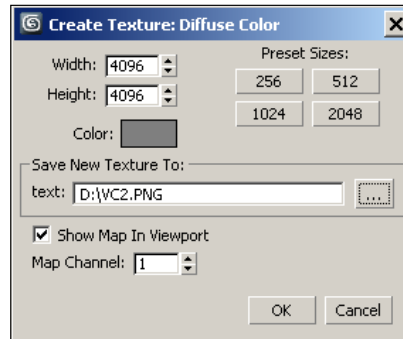 Create Texture: Diffuse Color
Width: 4096
Height: 4096
Color:
Preset Sizes:
256 512
1024 2048
Save New Texture To:
text: D:\VC2.PNG ...
Show Map In Viewport
Map Channel: 1
OK Cancel